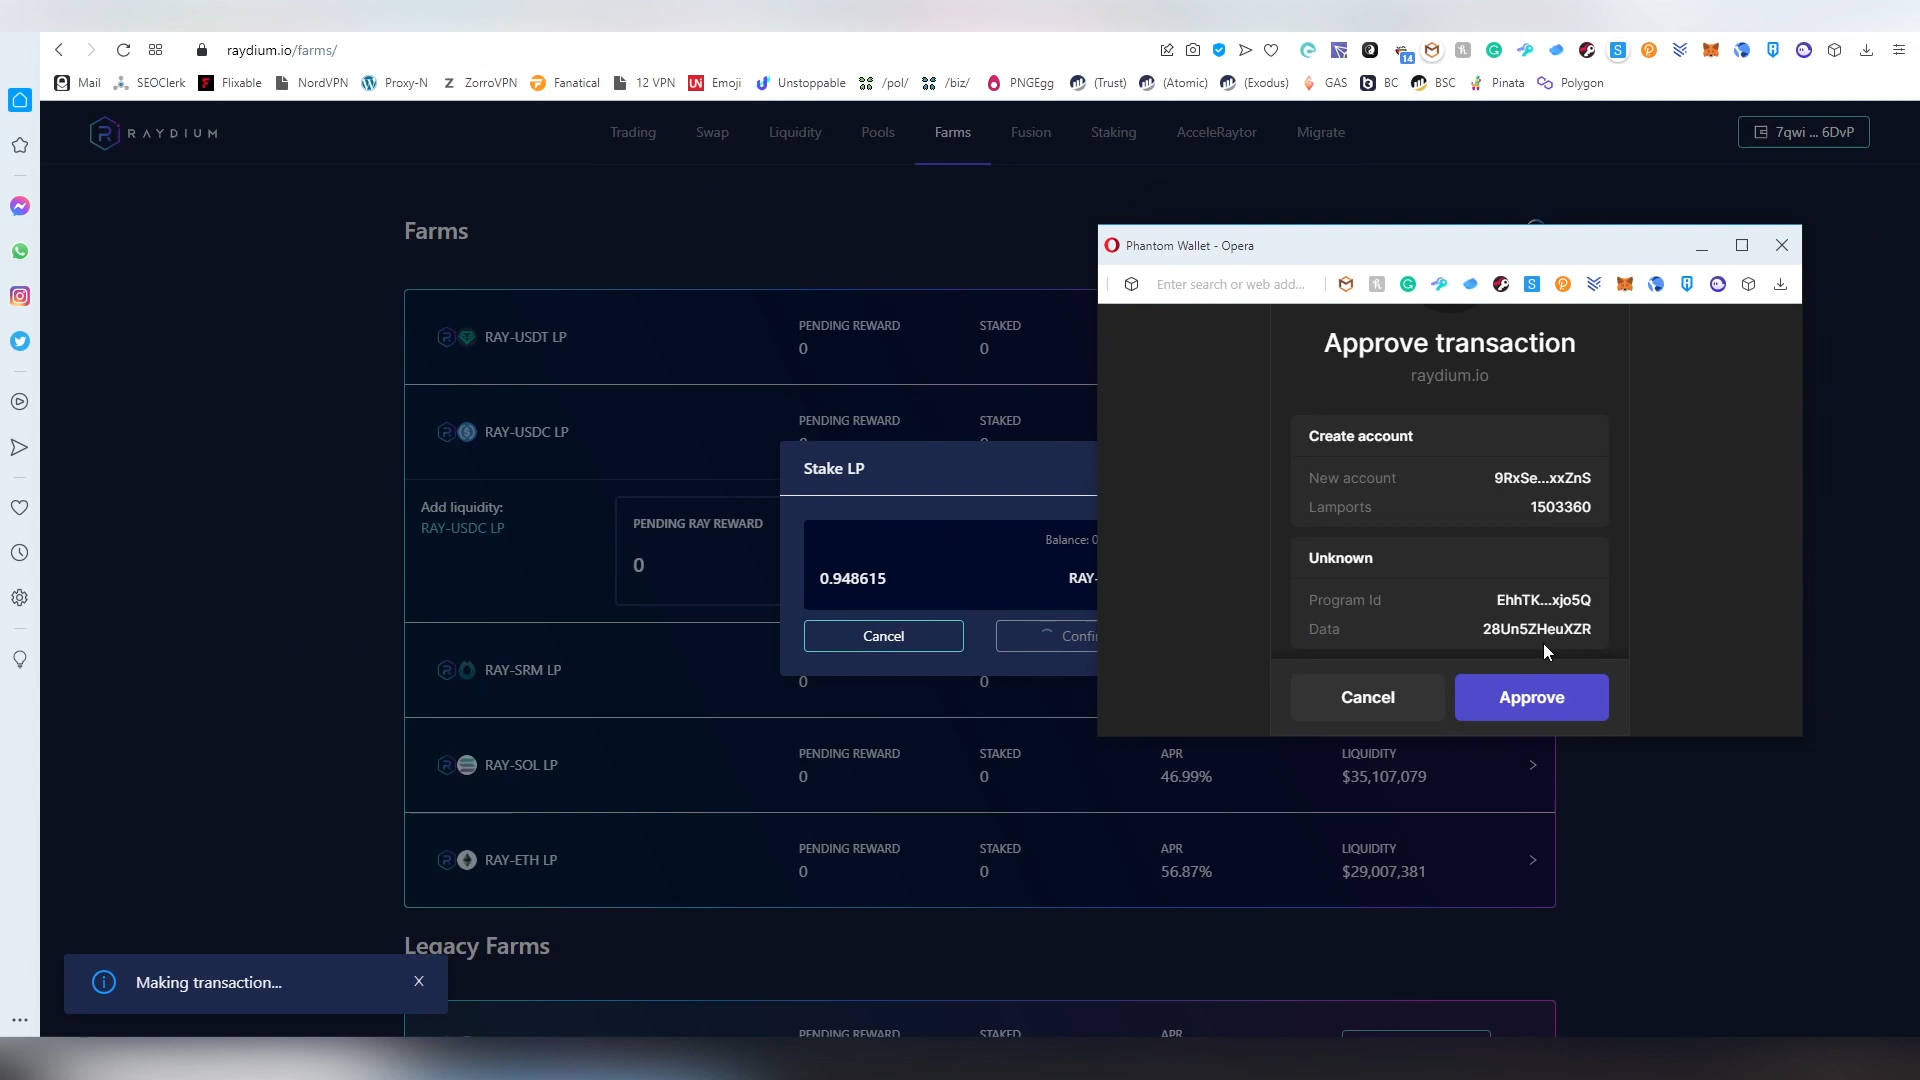 raydium.io/farms/
14
Mail SEOClerk Flixable NordVPN Proxy-N ZorroVPN Fanatical 12 VPN Emoji Unstoppable /pol/ /biz/ PNGEgg (Trust) (Atomic) (Exodus) GAS BC BSC Pinata Polygon
RAYDIUM
Trading Swap Liquidity Pools Farms Fusion Staking AcceleRaytor Migrate
7qwi ... 6DvP
Farms
RAY-USDT LP
PENDING REWARD
0
STAKED
0
RAY-USDC LP
PENDING REWARD
STAKED
Add liquidity:
RAY-USDC LP
PENDING RAY REWARD
0
Stake LP
Balance: 0
0.948615
RAY-
Cancel
Confi
RAY-SRM LP
0
0
RAY-SOL LP
PENDING REWARD
0
STAKED
0
APR
46.99%
LIQUIDITY
$35,107,079
RAY-ETH LP
PENDING REWARD
0
STAKED
0
APR
56.87%
LIQUIDITY
$29,007,381
Legacy Farms
PENDING REWARD
STAKED
APR
Making transaction...
X
Phantom Wallet - Opera
Enter search or web add...
Approve transaction
raydium.io
Create account
New account 9RxSe...xxZnS
Lamports 1503360
Unknown
Program Id EhhTK...xjo5Q
Data 28Un5ZHeuXZR
Cancel Approve